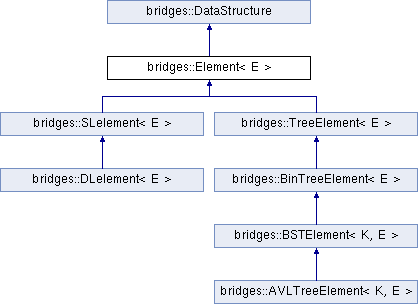 bridges::DataStructure
bridges::Element< E >
bridges::SLelement< E >
bridges::TreeElement< E >
bridges::DLelement< E >
bridges::BinTreeElement< E >
bridges::BSTElement< K, E >
bridges::AVLTreeElement< K, E >